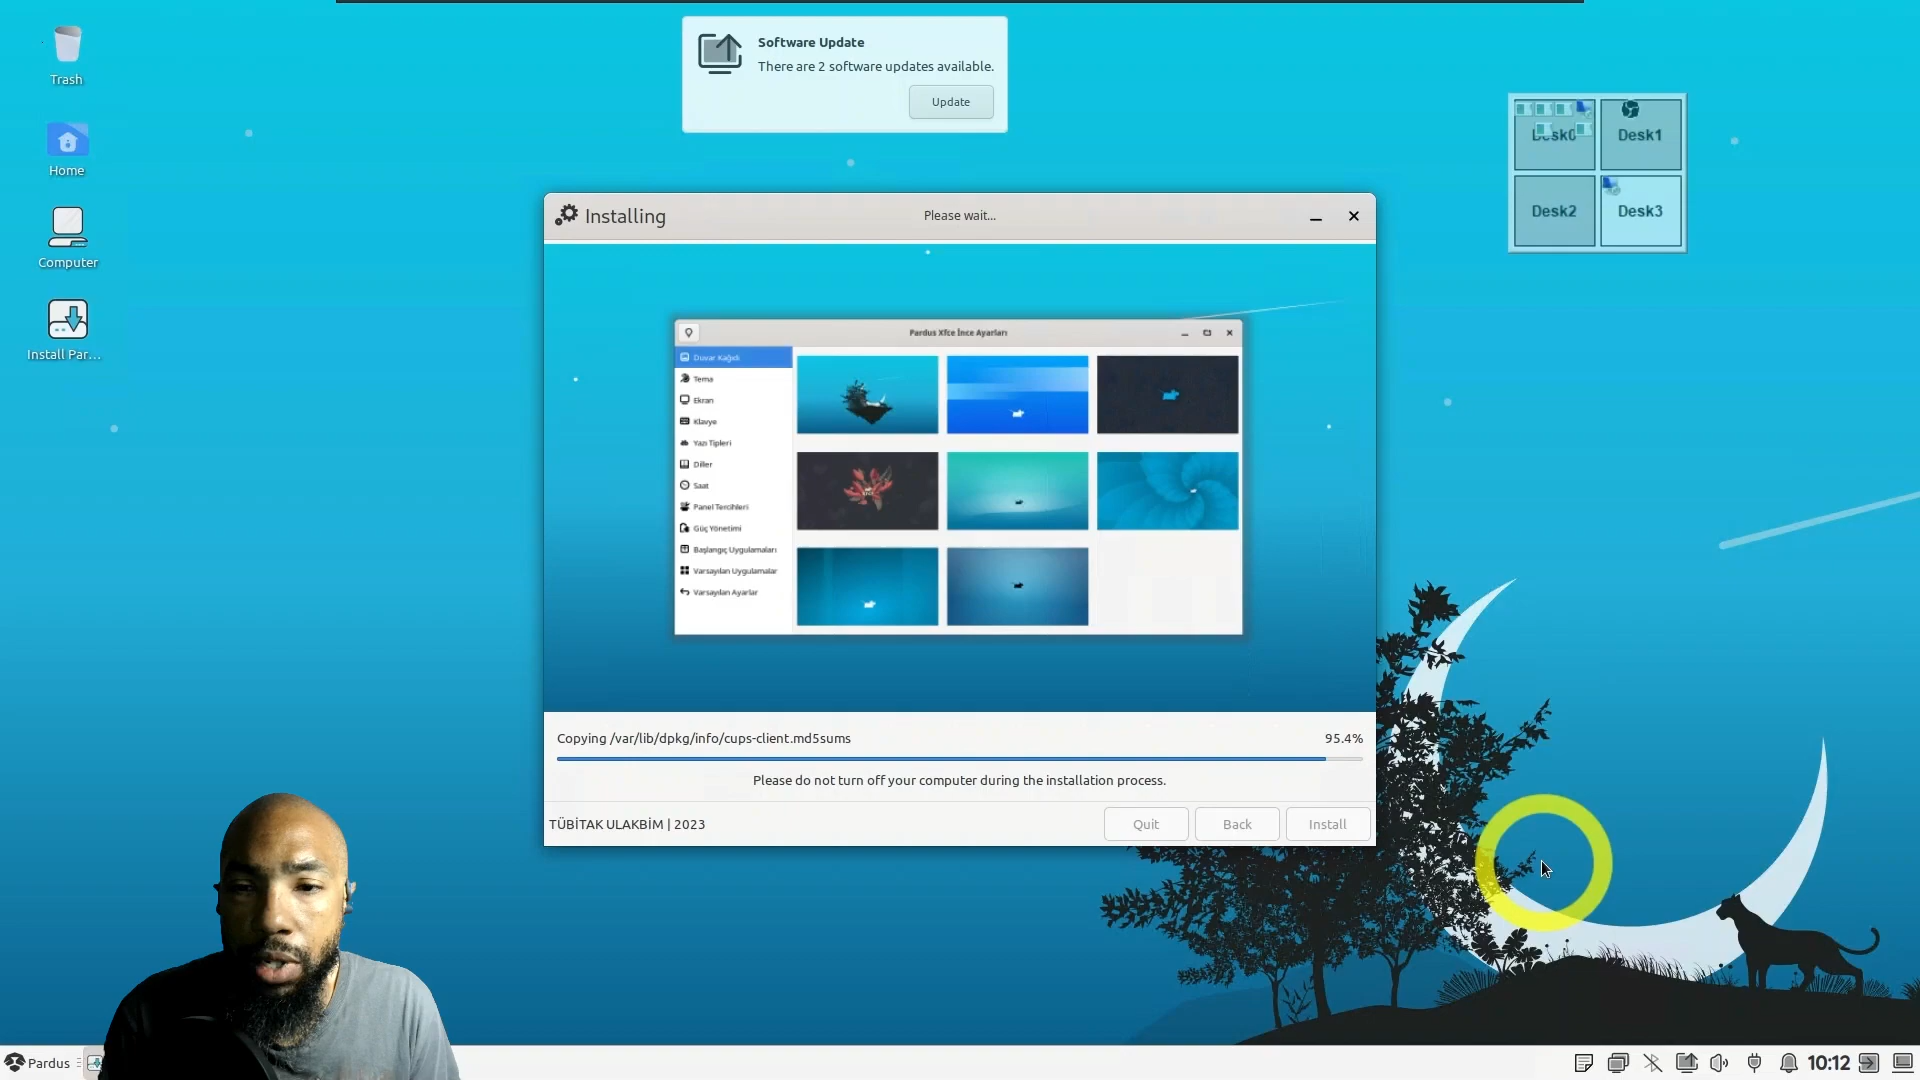 Software Update
There are 2 software updates available.
Update
Trash
Home
Computer
Install Par...
Desk0
Desk1
Desk2
Desk3
Installing
Please wait...
Pardus Xfce İnce Ayarları
Duvar Kağıdı
Tema
Ekran
Klavye
Yazı Tipleri
Diller
Saat
Panel Tercihleri
Güç Yönetimi
Başlangıç Uygulamaları
Varsayılan Uygulamalar
Varsayılan Ayarlar
Copying /var/lib/dpkg/info/cups-client.md5sums
95.4%
Please do not turn off your computer during the installation process.
TÜBİTAK ULAKBİM | 2023
Quit
Back
Install
Pardus
10:12